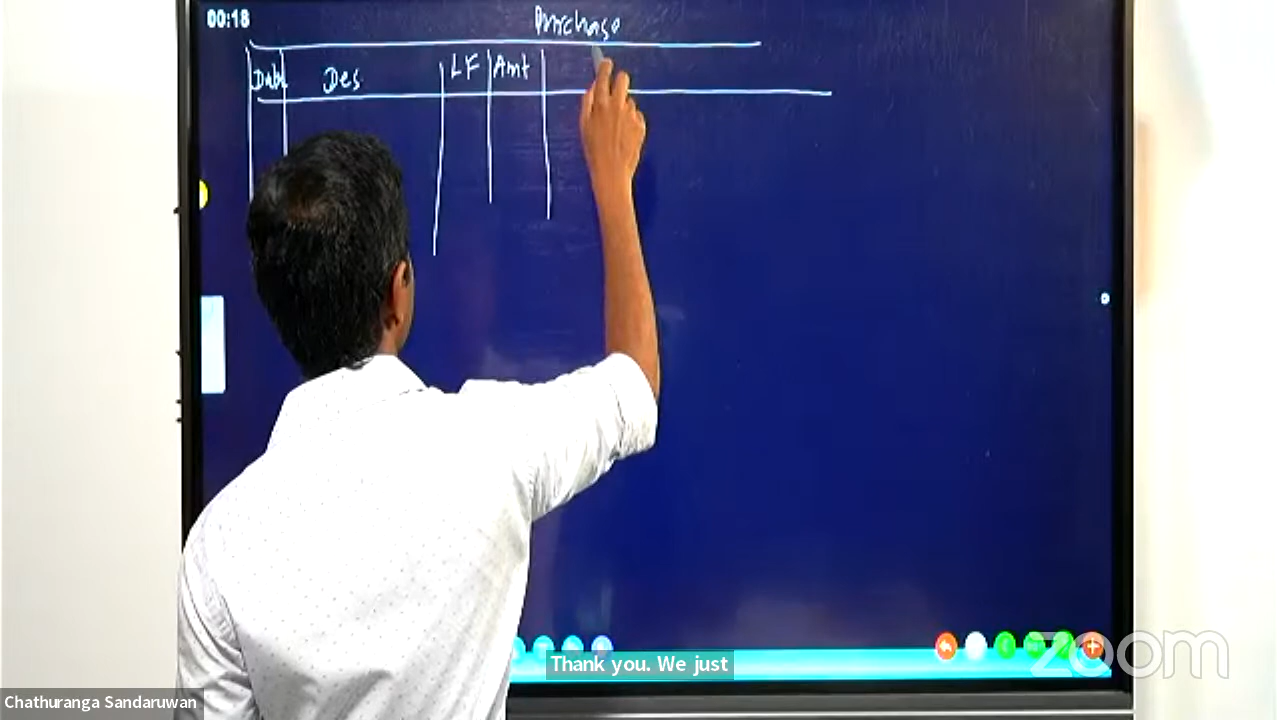 00:18
Purchase
Date Des LF Amt
zoom
Thank you. We just
Chathuranga Sandaruwan